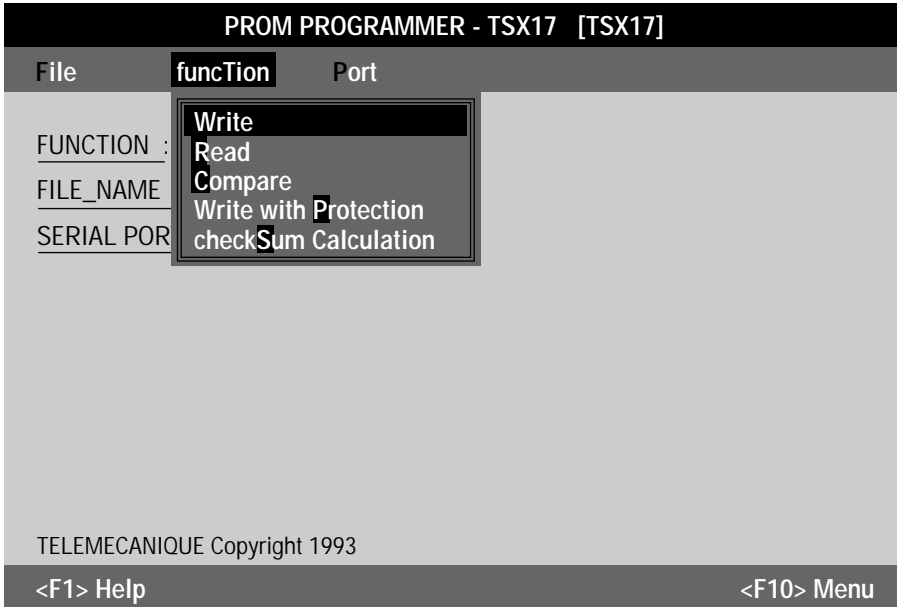 PROM PROGRAMMER - TSX17 [TSX17]
File funcTion Port
Write
FUNCTION :
Read
Compare
FILE_NAME
Write with Protection
SERIAL POR
checkSum Calculation
TELEMECANIQUE Copyright 1993
<F1> Help <F10> Menu